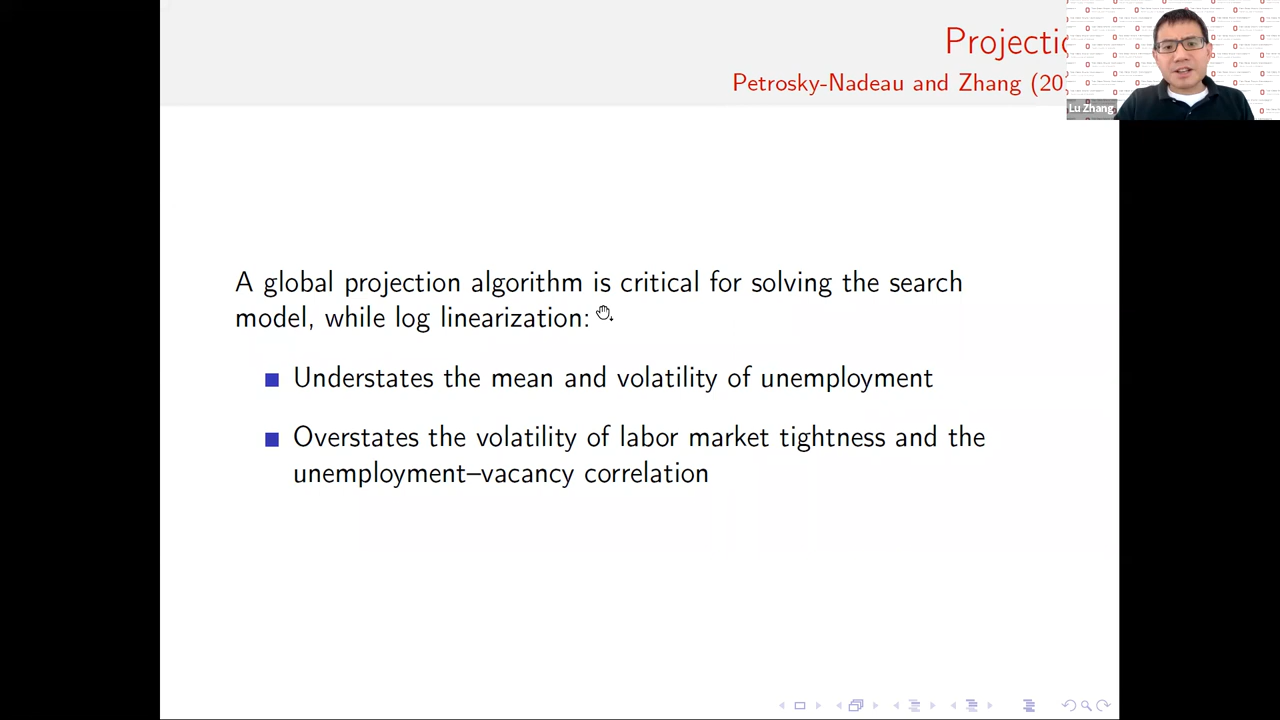 Projectio
Petrosky-Nadeau and Zhang (20
Lu Zhang
A global projection algorithm is critical for solving the search
model, while log linearization:
Understates the mean and volatility of unemployment
Overstates the volatility of labor market tightness and the
unemployment–vacancy correlation